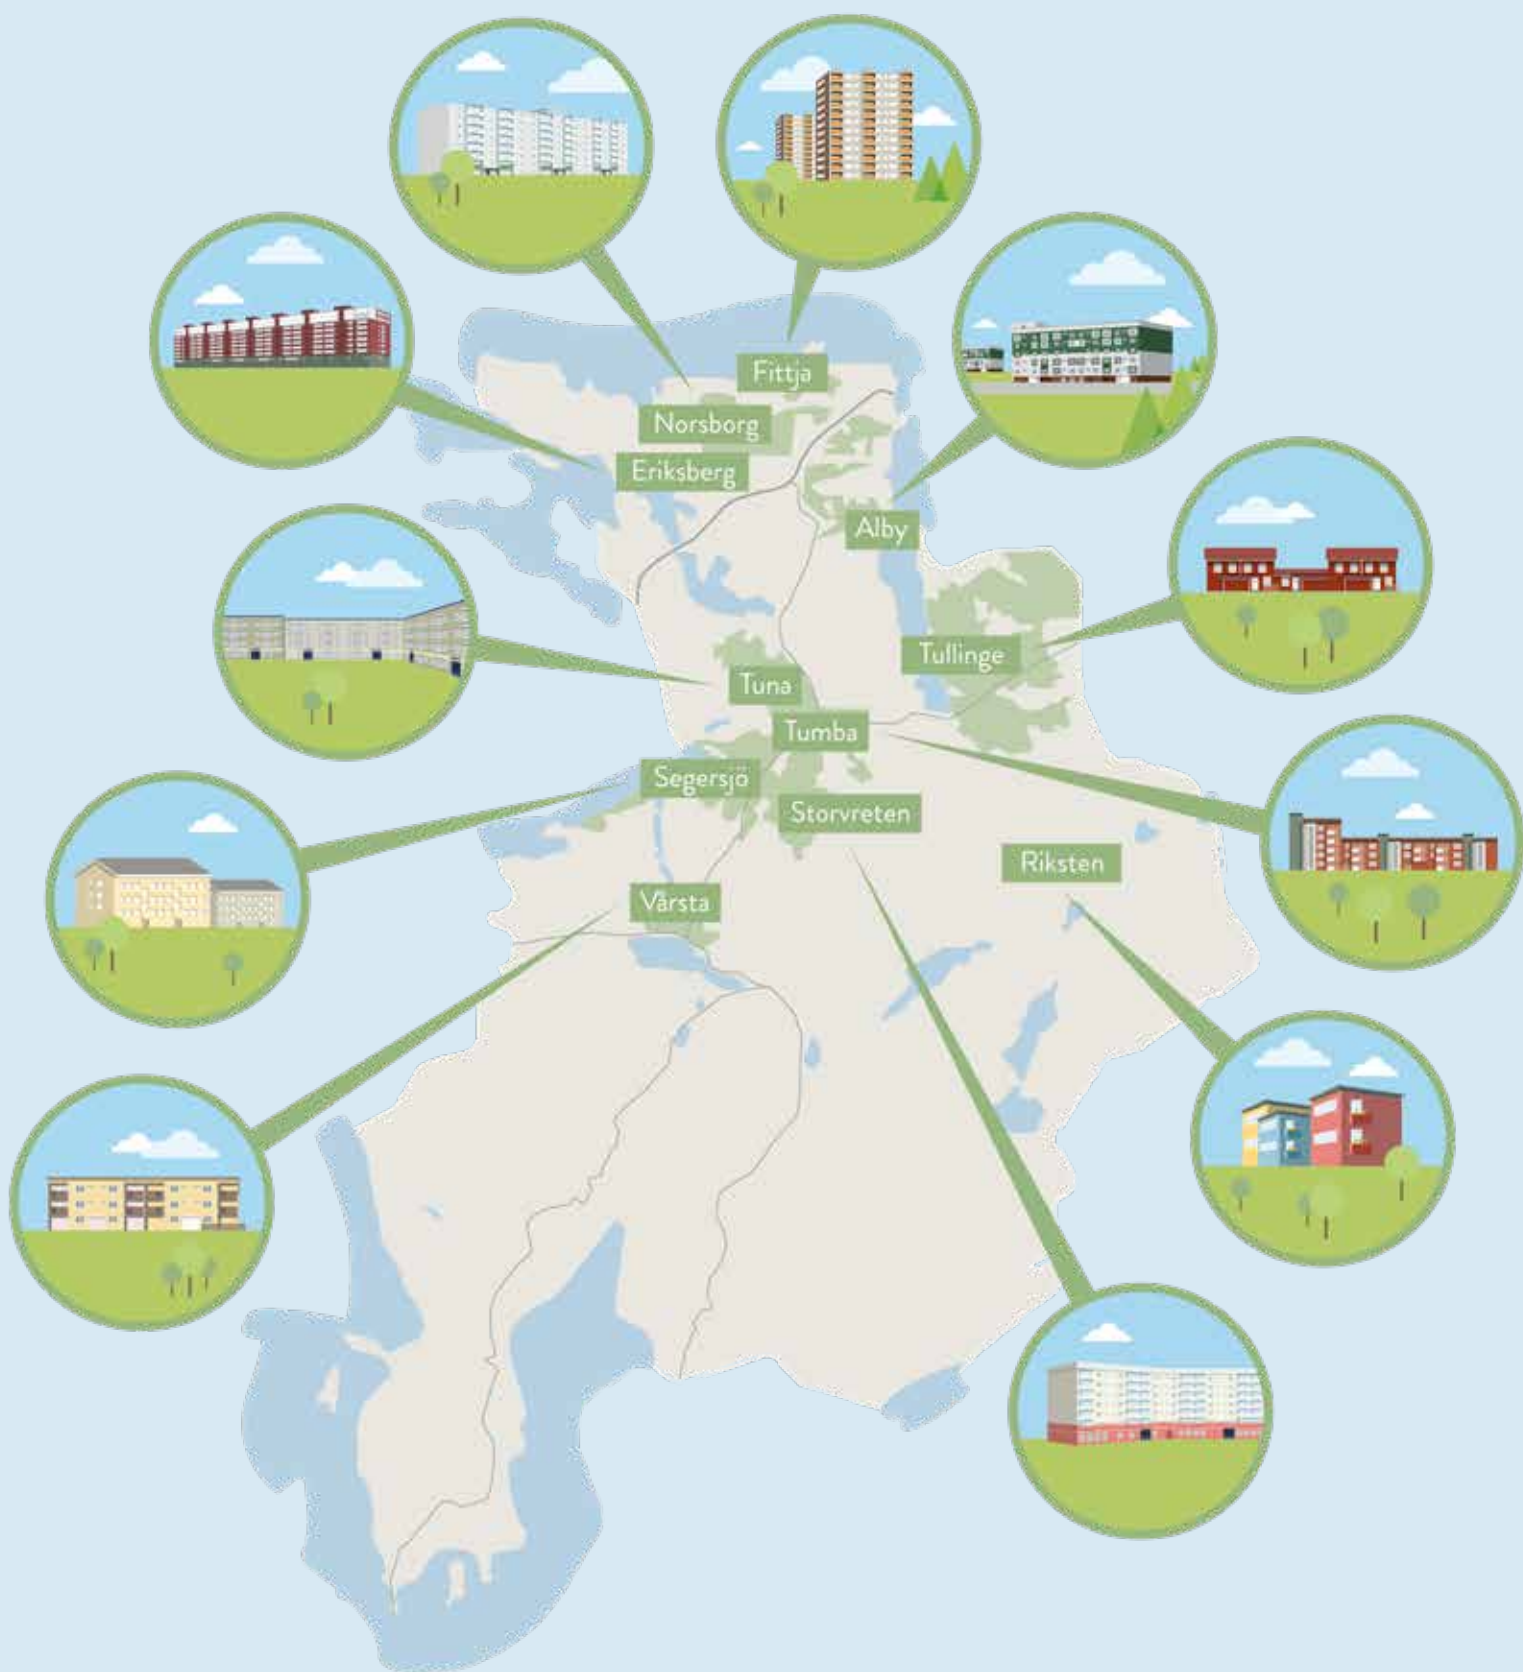 Fittja
Norsborg
Eriksberg
Alby
Tullinge
Tuna
Tumba
Segersjö
Storvreten
Riksten
Vårsta